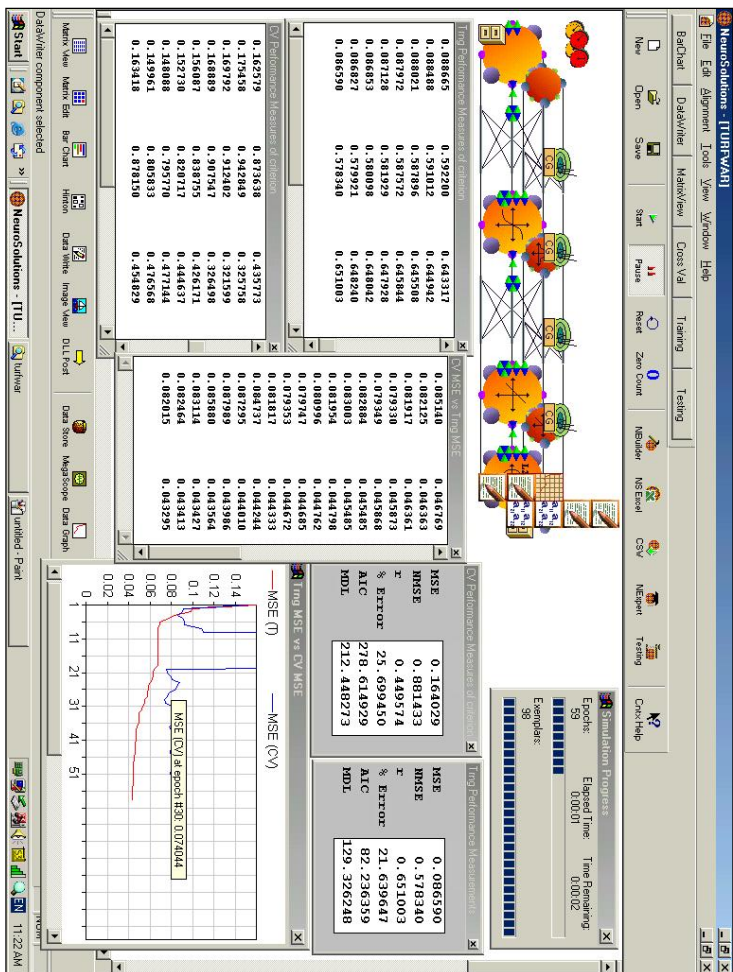 NeuroSolutions - [TURFWAR]
File Edit Alignment Tools View Window Help
BarChart DataWriter MatrixView Cross Val Training Testing
New Open Save Start Pause Reset Zero Count NBuilder NS Excel CSW NExpert Testing Cntx Help
CG CG CG
Simulation Progress
Epochs: Elapsed Time: Time Remaining:
59 0:00:01 0:00:02
Exemplars:
98
Trng Performance Measures of criterion
0.088665 0.592200 0.643317
0.088488 0.591012 0.644942
0.088021 0.587896 0.645508
0.087972 0.587572 0.645844
0.087128 0.581929 0.647928
0.086853 0.580098 0.648042
0.086827 0.579921 0.648240
0.086590 0.578340 0.651003
CV Performance Measures of criterion
0.162579 0.873638 0.435773
0.175458 0.942849 0.325758
0.169792 0.912402 0.321599
0.168889 0.907547 0.326498
0.156087 0.838755 0.426171
0.152730 0.820717 0.444637
0.148088 0.795770 0.477144
0.149961 0.805833 0.476568
0.163418 0.878150 0.454829
CV MSE vs Trng MSE
0.085140 0.046769
0.082125 0.046363
0.081917 0.046361
0.079330 0.045873
0.079349 0.045868
0.082884 0.045485
0.083003 0.045485
0.081954 0.044798
0.080996 0.044762
0.079747 0.044685
0.079353 0.044672
0.081817 0.044333
0.084737 0.044244
0.087295 0.044010
0.087989 0.043986
0.085880 0.043564
0.083114 0.043427
0.082464 0.043413
0.082015 0.043295
CV Performance Measures of criterion
MSE 0.164029
NMSE 0.881433
r 0.449574
% Error 25.699450
AIC 278.614929
MDL 212.448273
Trng Performance Measurements
MSE 0.086590
NMSE 0.578340
r 0.651003
% Error 21.639647
AIC 82.236359
MDL 129.326248
Trng MSE vs CV MSE
MSE (T) MSE (CV)
0.14
0.12
0.1
0.08
0.06
0.04
0.02
0
1 11 21 31 41 51
MSE (CV) at epoch #30: 0.074044
Matrix View Matrix Edit Bar Chart Hinton Data Write Image View DLL Post Data Store MegaScope Data Graph
DataWriter component selected NUM
Start » NeuroSolutions - [TU... turfwar untitled - Paint EN 11:22 AM